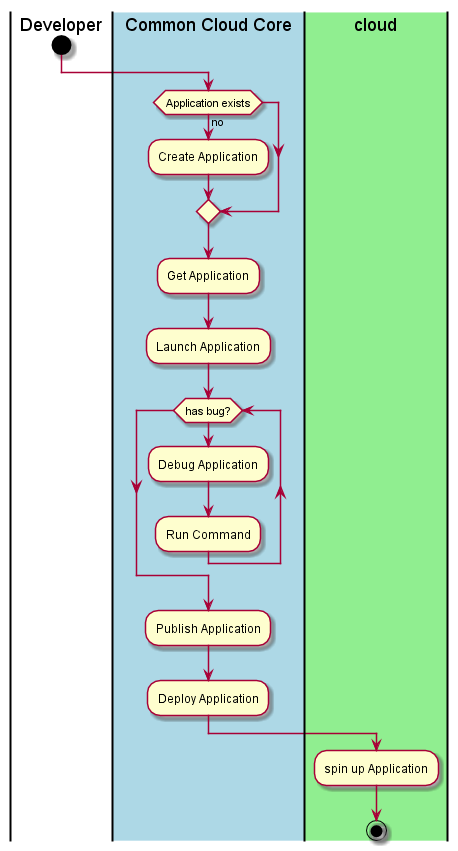 Developer
Common Cloud Core
cloud
Application exists
no
Create Application
Get Application
Launch Application
has bug?
Debug Application
Run Command
Publish Application
Deploy Application
spin up Application